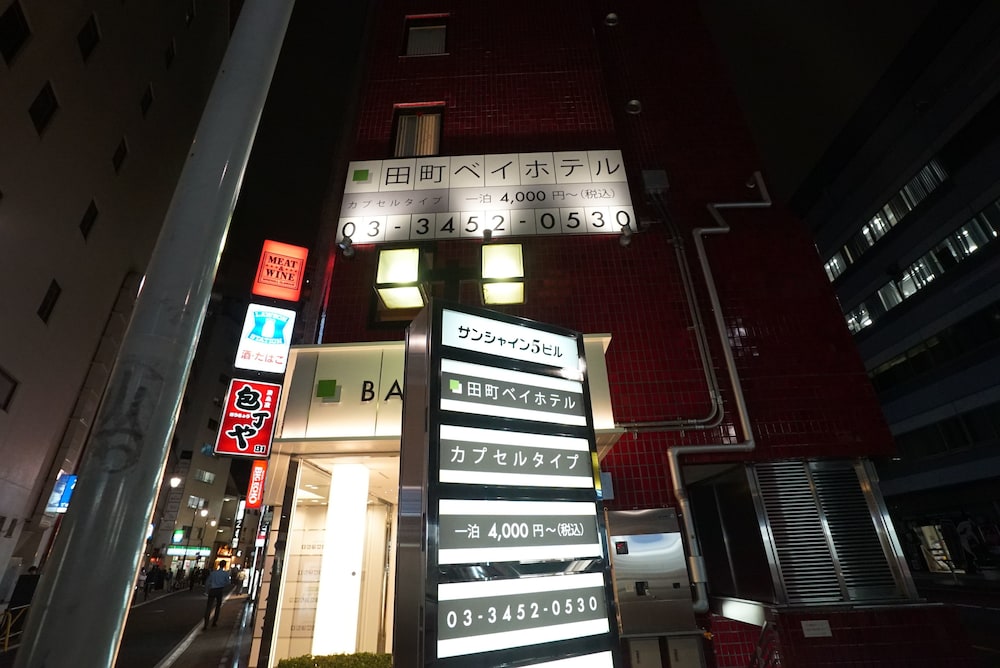 田町ベイホテル
カプセルタイプ 一泊 4,000 円〜(税込)
03-3452-0530
MEAT
&
WINE
LAWSON
STATION
酒・たばこ
包丁や
BA
サンシャイン5ビル
田町ベイホテル
カプセルタイプ
一泊 4,000 円〜(税込)
03-3452-0530